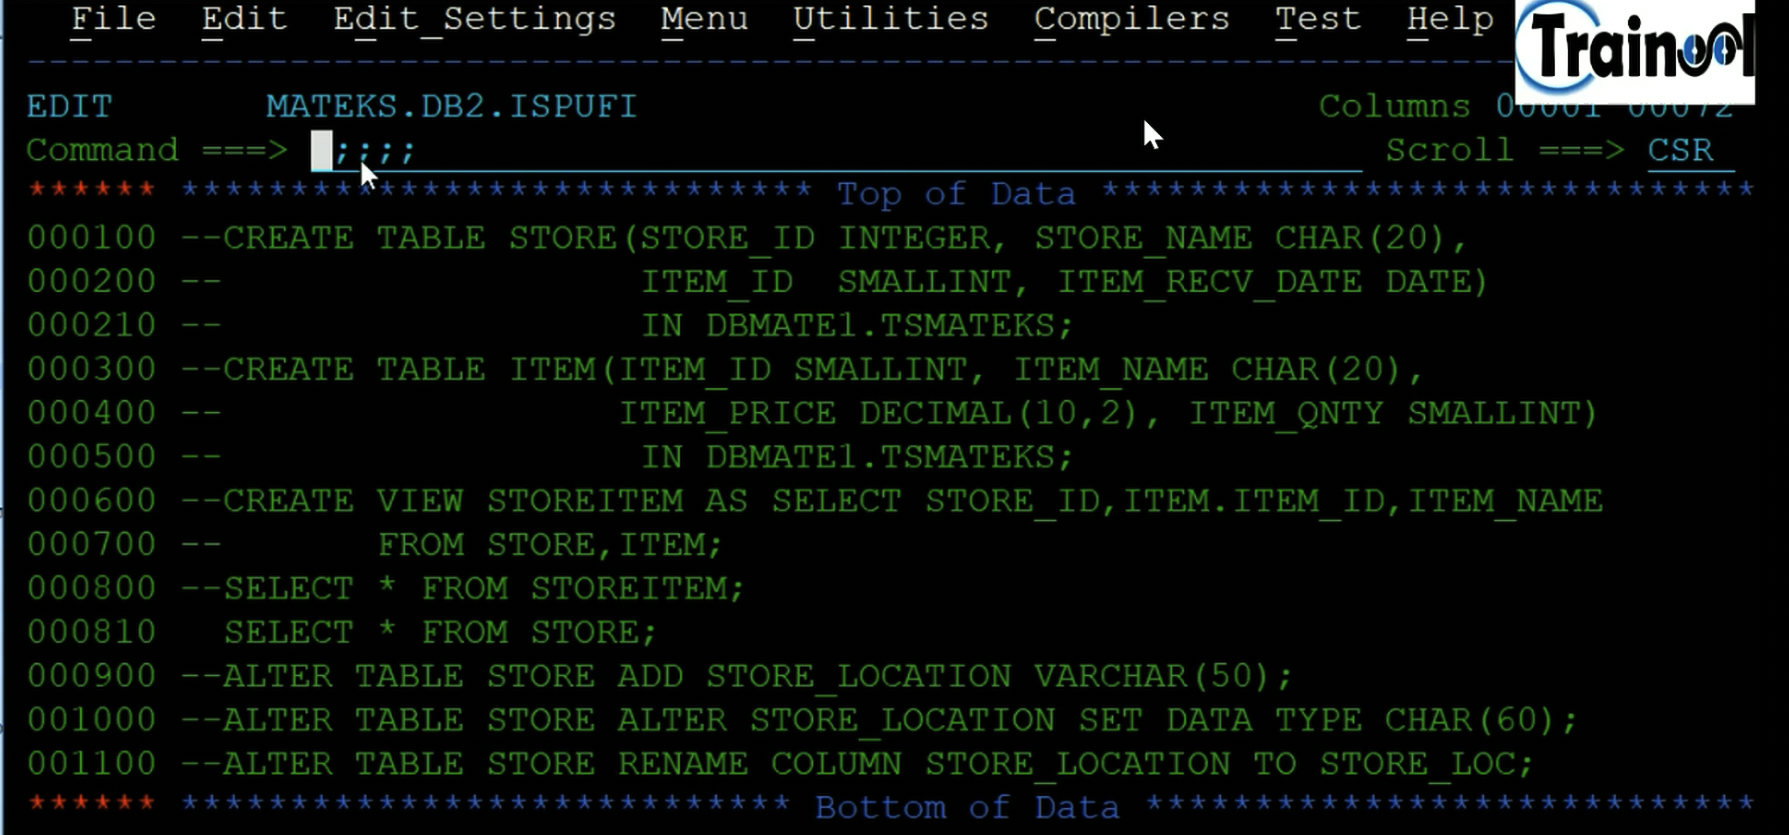 File Edit Edit_Settings Menu Utilities Compilers Test Help
Trainool
EDIT MATEKS.DB2.ISPUFI Columns 00001 00072
Command ===> ;;;; Scroll ===> CSR
****** ***************************** Top of Data ******************************
000100 --CREATE TABLE STORE(STORE_ID INTEGER, STORE_NAME CHAR(20),
000200 --                   ITEM_ID  SMALLINT, ITEM_RECV_DATE DATE)
000210 --                   IN DBMATE1.TSMATEKS;
000300 --CREATE TABLE ITEM(ITEM_ID SMALLINT, ITEM_NAME CHAR(20),
000400 --                  ITEM_PRICE DECIMAL(10,2), ITEM_QNTY SMALLINT)
000500 --                   IN DBMATE1.TSMATEKS;
000600 --CREATE VIEW STOREITEM AS SELECT STORE_ID,ITEM.ITEM_ID,ITEM_NAME
000700 --       FROM STORE,ITEM;
000800 --SELECT * FROM STOREITEM;
000810   SELECT * FROM STORE;
000900 --ALTER TABLE STORE ADD STORE_LOCATION VARCHAR(50);
001000 --ALTER TABLE STORE ALTER STORE_LOCATION SET DATA TYPE CHAR(60);
001100 --ALTER TABLE STORE RENAME COLUMN STORE_LOCATION TO STORE_LOC;
****** **************************** Bottom of Data ****************************